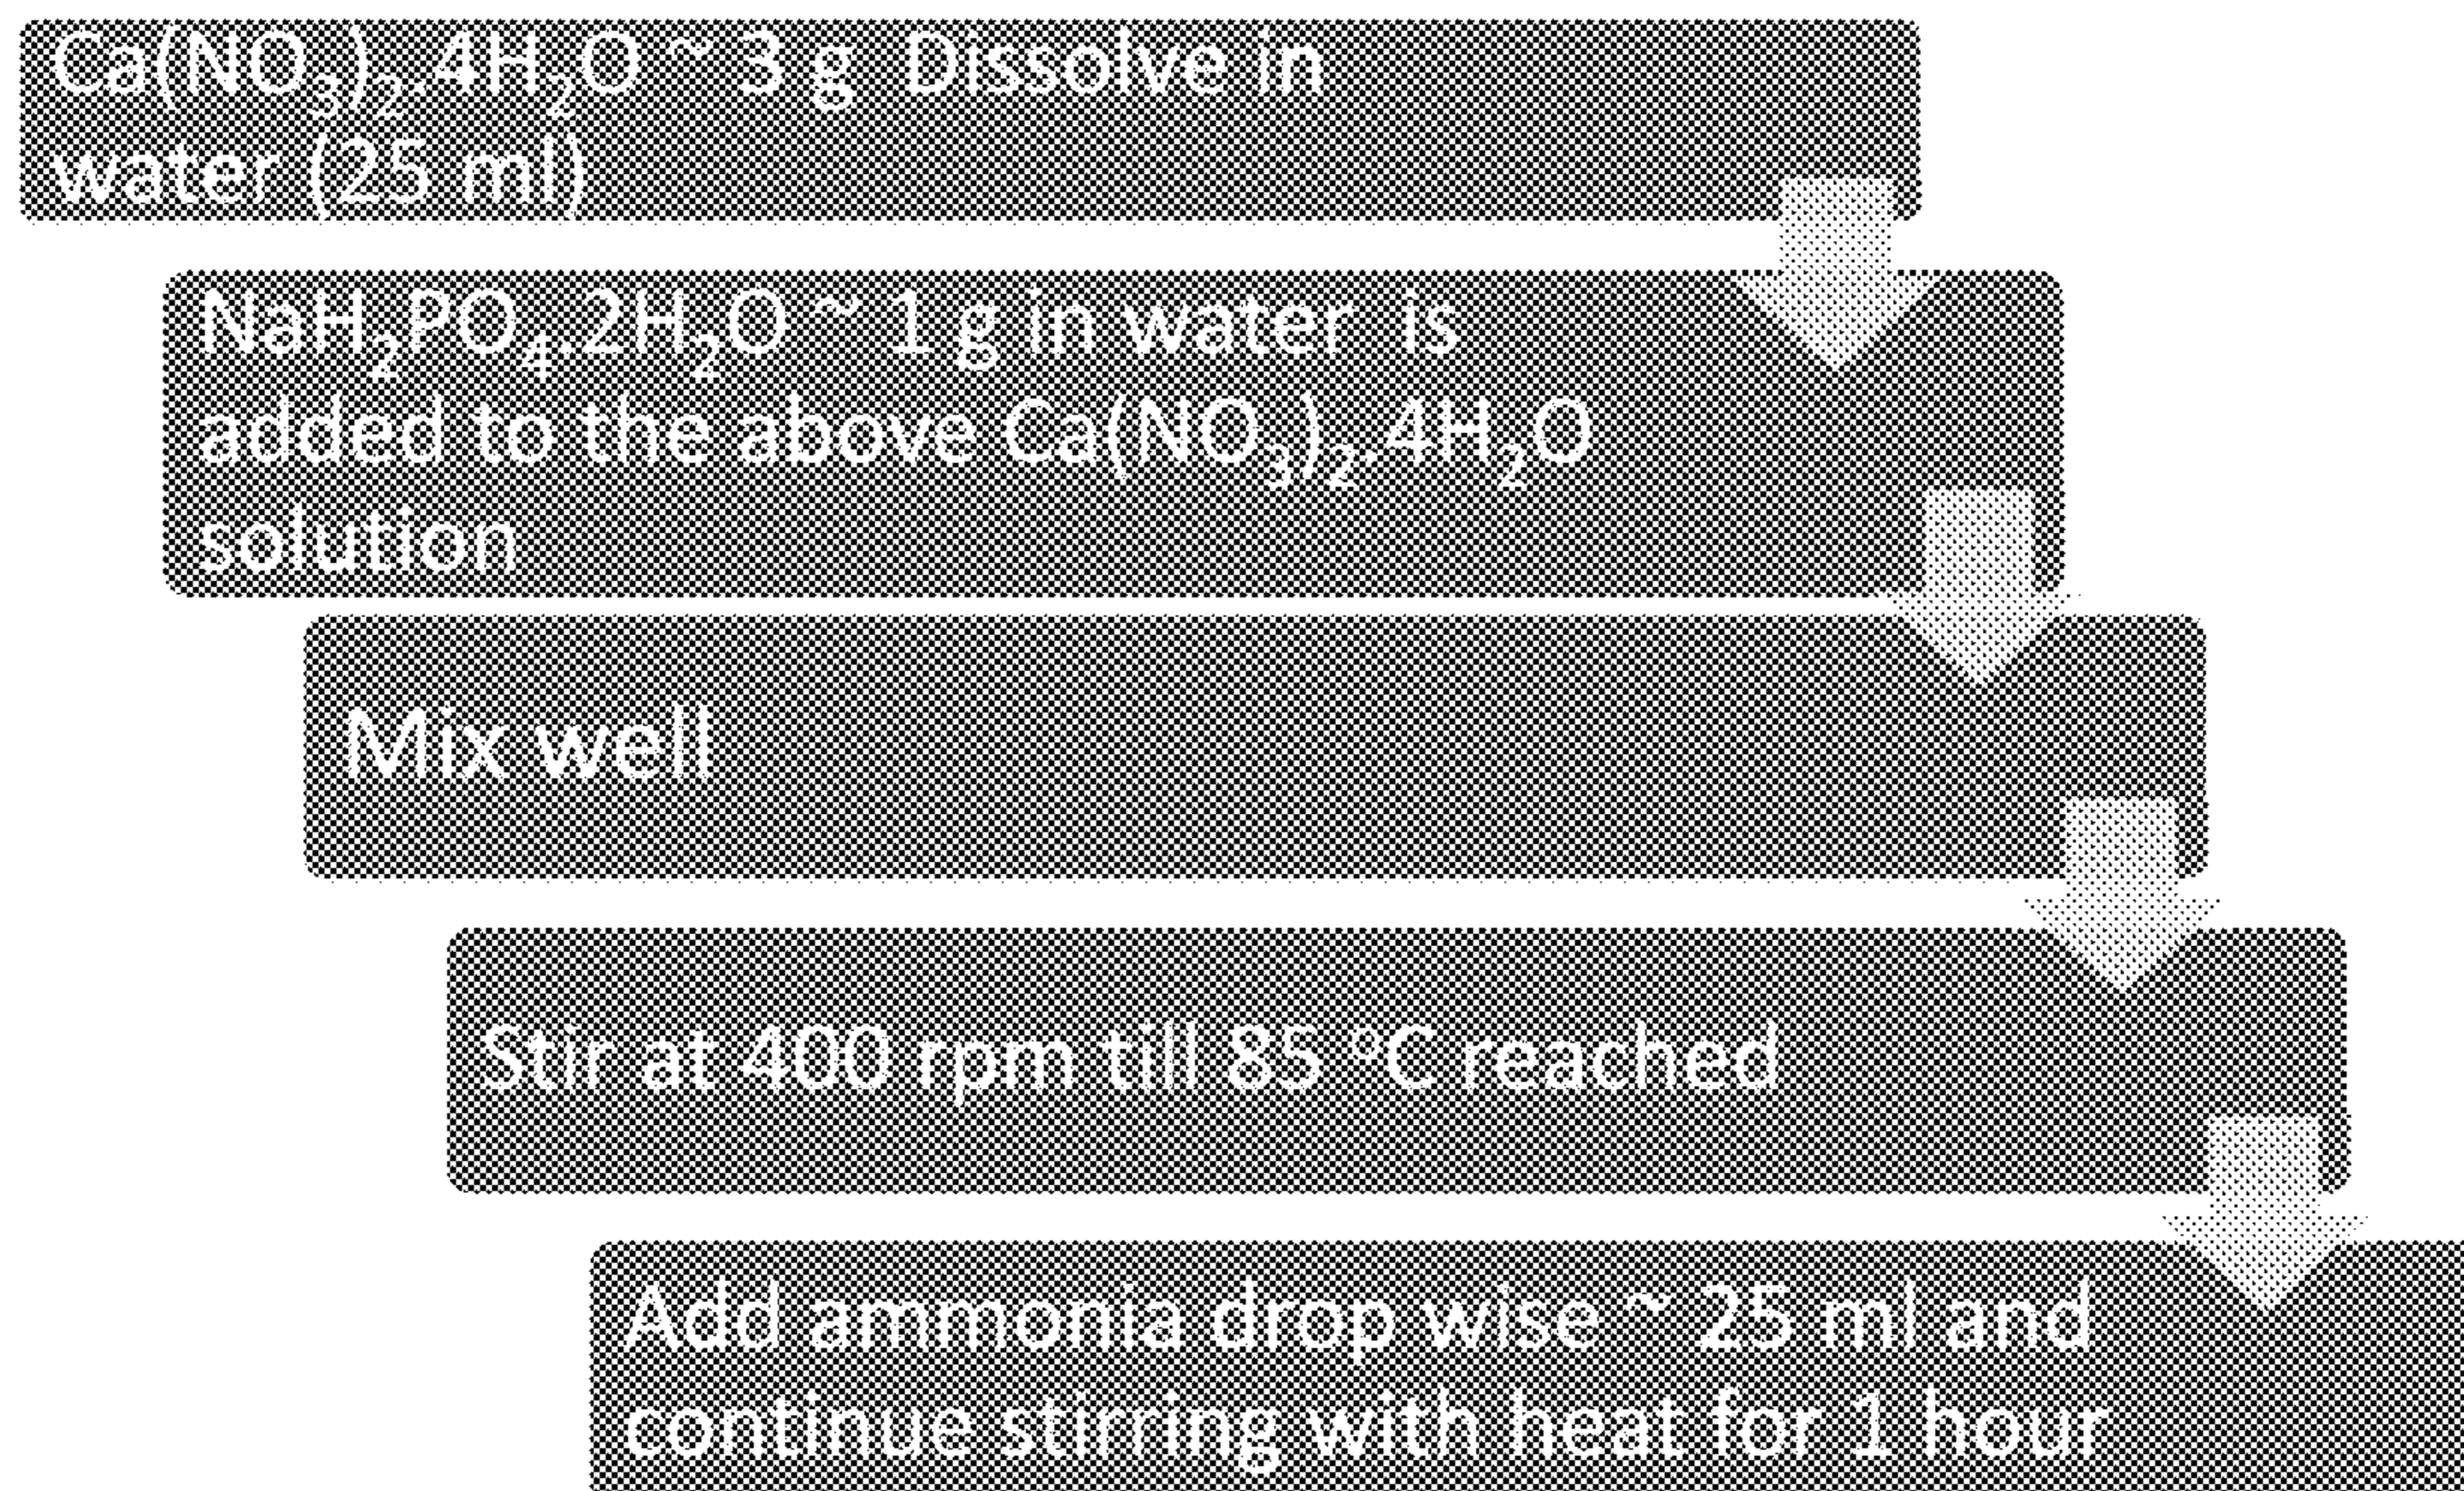 Ca(NO₃)₂.4H₂O ~ 3 g Dissolve in
water (25 ml)
NaH₂PO₄.2H₂O ~ 1 g in water is
added to the above Ca(NO₃)₂.4H₂O
solution
Mix well
Stir at 400 rpm till 85 °C reached
Add ammonia drop wise ~ 25 ml and
continue stirring with heat for 1 hour